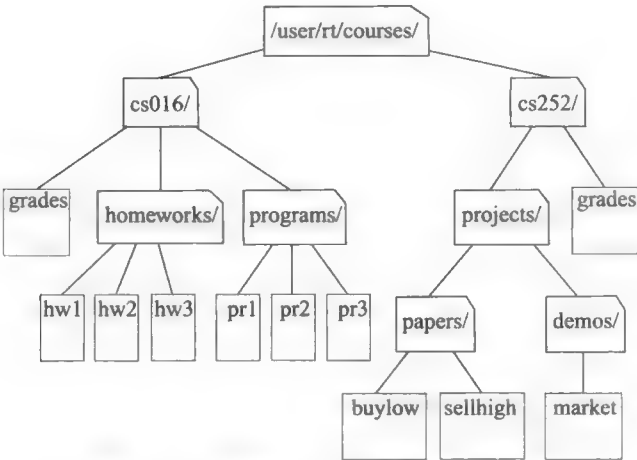 /user/rt/courses/
cs016/ cs252/
grades homeworks/ programs/ projects/ grades
hw1 hw2 hw3 pr1 pr2 pr3 papers/ demos/
buylow sellhigh market